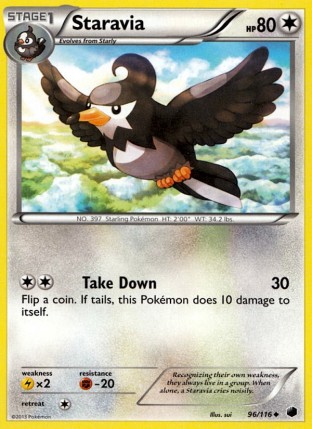 STAGE1 Staravia HP80
Evolves from Starly
NO. 397 Starling Pokémon. HT: 2'00" WT: 34.2 lbs.
Take Down 30
Flip a coin. If tails, this Pokémon does 10 damage to
itself.
weakness resistance
×2 -20
retreat
Recognizing their own weakness,
they always live in a group. When
alone, a Staravia cries noisily.
©2013 Pokémon Illus. sui 96/116